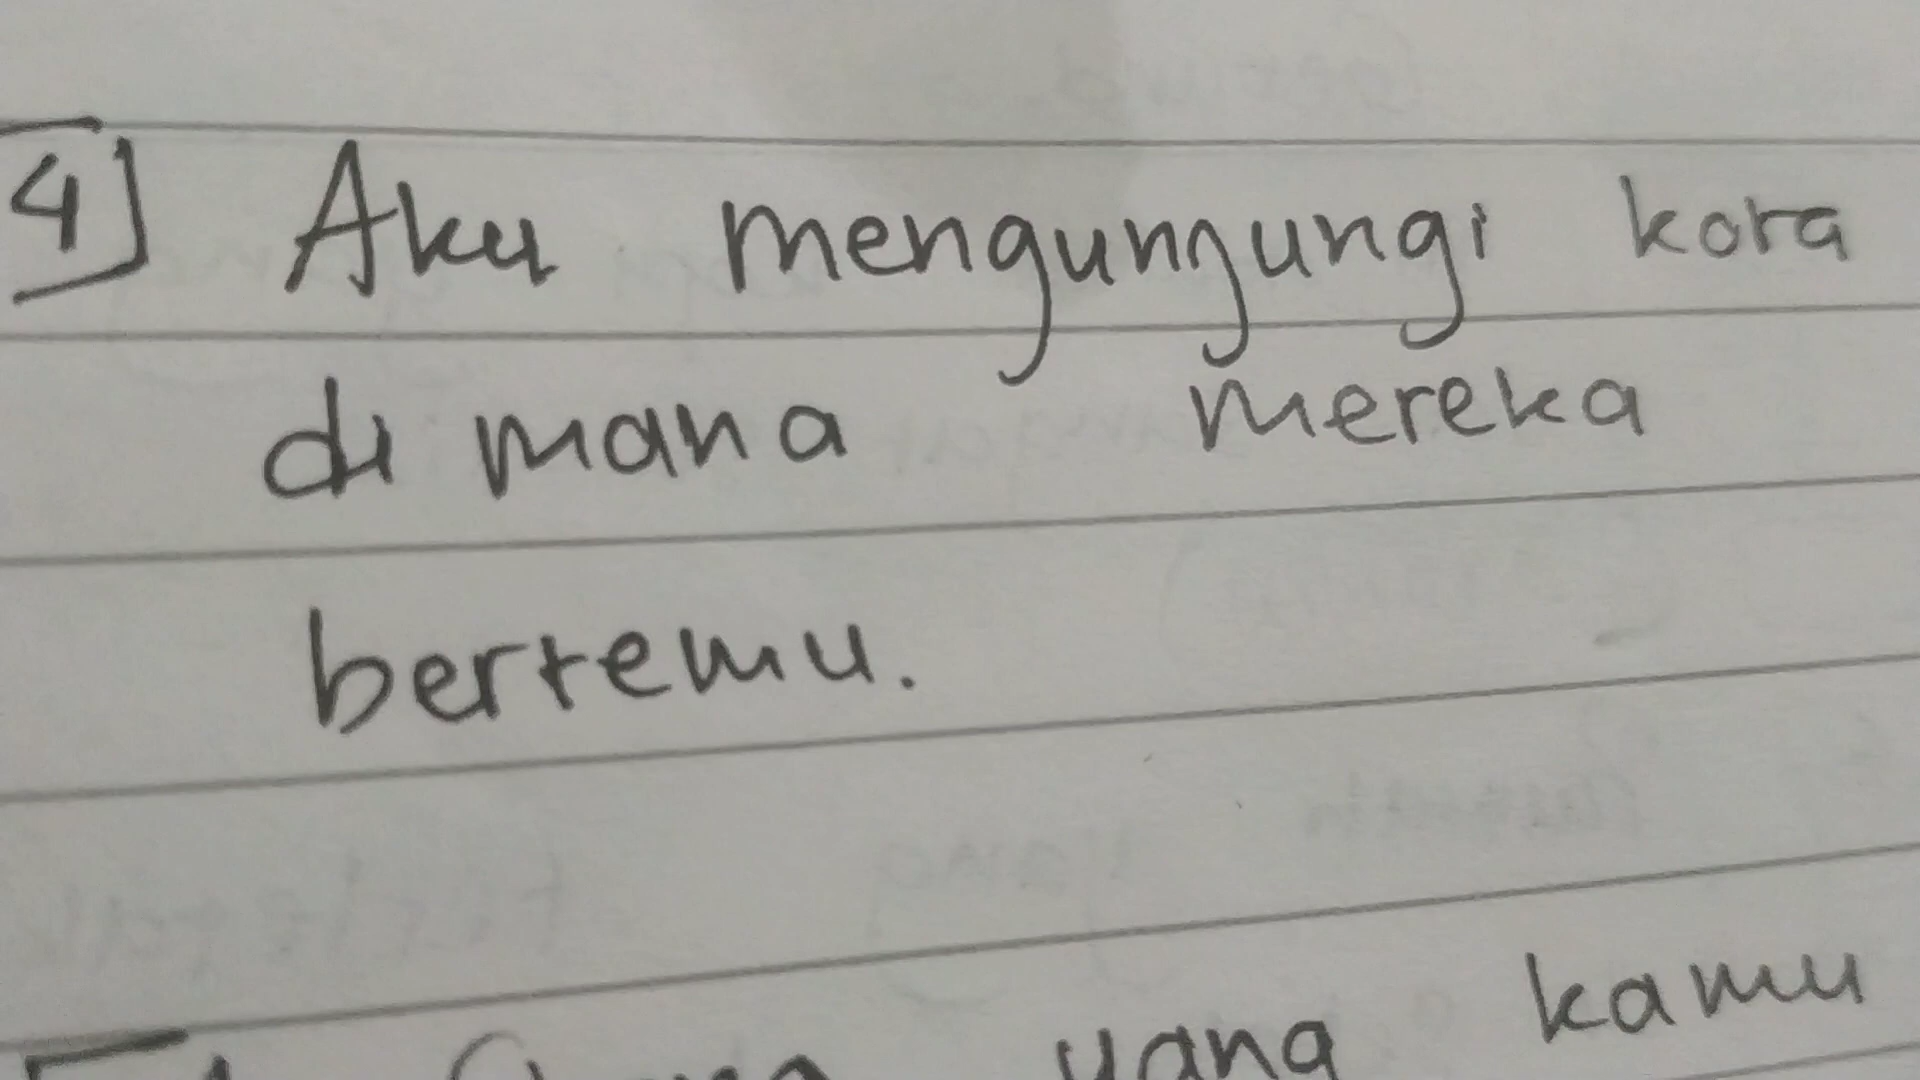 4] Aku mengunjungi kota
di mana mereka
bertemu.
yang kamu